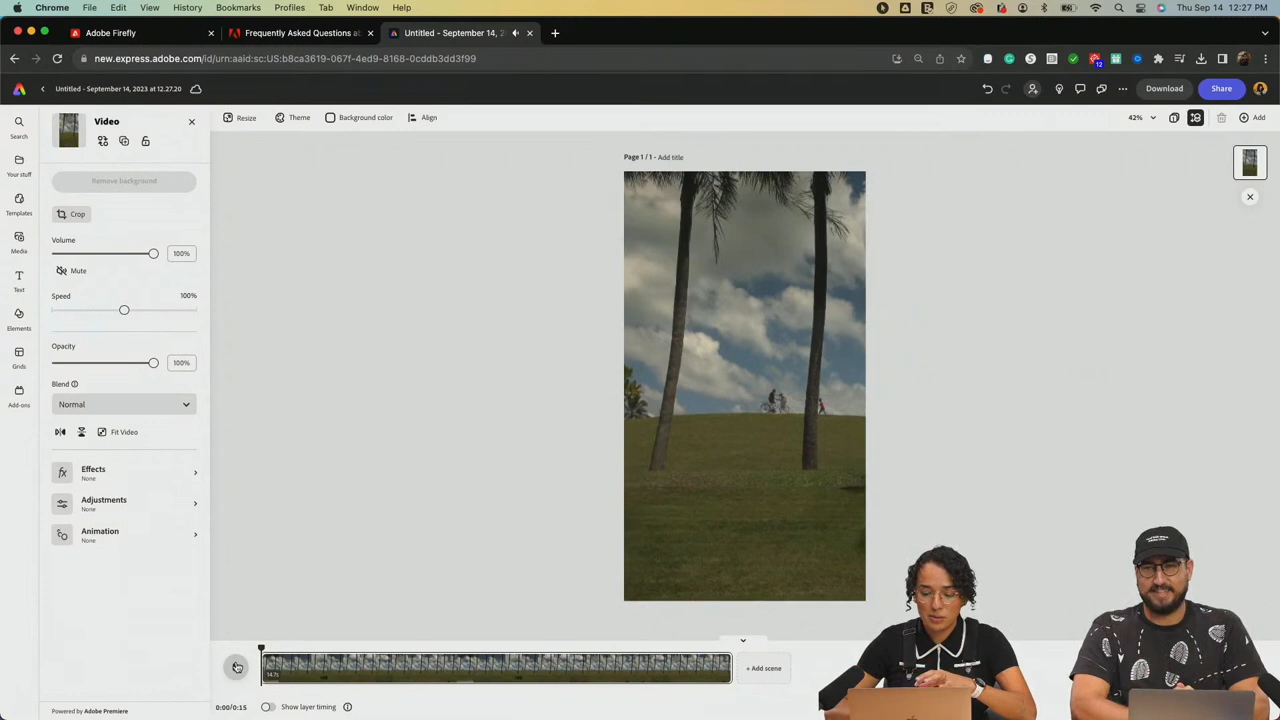 Chrome File Edit View History Bookmarks Profiles Tab Window Help Thu Sep 14 12:27 PM
Adobe Firefly
Frequently Asked Questions a
Untitled - September 14, 2
new.express.adobe.com/id/urn:aaid:sc:US:b8ca3619-067f-4ed9-8168-0cddb3dd3f99
12
Untitled - September 14, 2023 at 12.27.20
Download
Share
Search
Your stuff
Templates
Media
Text
Elements
Grids
Add-ons
Video
Remove background
Crop
Volume
100%
Mute
Speed 100%
Opacity
100%
Blend
Normal
Fit Video
fx Effects
None
Adjustments
None
Animation
None
Powered by Adobe Premiere
Resize Theme Background color Align
42%
Add
Page 1 / 1 - Add title
14.7s
+ Add scene
0:00/0:15 Show layer timing